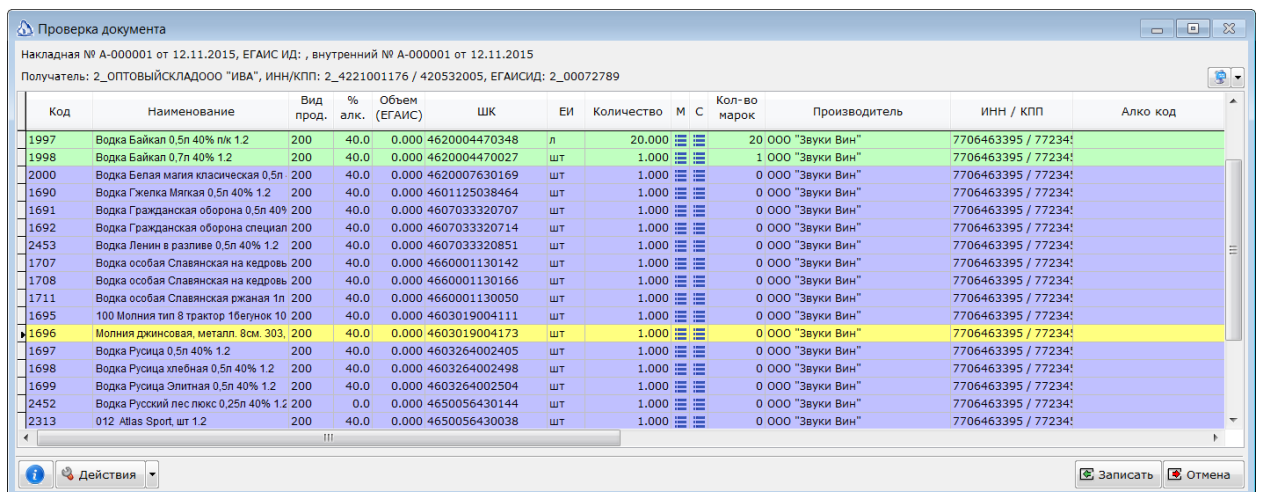 Проверка документа
Накладная № А-000001 от 12.11.2015, ЕГАИС ИД: , внутренний № А-000001 от 12.11.2015
Получатель: 2_ОПТОВЫЙСКЛАДООО "ИВА", ИНН/КПП: 2_4221001176 / 420532005, ЕГАИСИД: 2_00072789
Код Наименование Вид прод. % алк. Объем (ЕГАИС) ШК ЕИ Количество М С Кол-во марок Производитель ИНН / КПП Алко код
1997 Водка Байкал 0,5л 40% п/к 1.2 200 40.0 0.000 4620004470348 л 20.000 20 ООО "Звуки Вин" 7706463395 / 77234
1998 Водка Байкал 0,7л 40% 1.2 200 40.0 0.000 4620004470027 шт 1.000 1 ООО "Звуки Вин" 7706463395 / 77234
2000 Водка Белая магия класическая 0,5л 200 40.0 0.000 4620007630169 шт 1.000 0 ООО "Звуки Вин" 7706463395 / 77234
1690 Водка Гжелка Мягкая 0,5л 40% 1.2 200 40.0 0.000 4601125038464 шт 1.000 0 ООО "Звуки Вин" 7706463395 / 77234
1691 Водка Гражданская оборона 0,5л 40% 200 40.0 0.000 4607033320707 шт 1.000 0 ООО "Звуки Вин" 7706463395 / 77234
1692 Водка Гражданская оборона специал 200 40.0 0.000 4607033320714 шт 1.000 0 ООО "Звуки Вин" 7706463395 / 77234
2453 Водка Ленин в разливе 0,5л 40% 1.2 200 40.0 0.000 4607033320851 шт 1.000 0 ООО "Звуки Вин" 7706463395 / 77234
1707 Водка особая Славянская на кедровь 200 40.0 0.000 4660001130142 шт 1.000 0 ООО "Звуки Вин" 7706463395 / 77234
1708 Водка особая Славянская на кедровь 200 40.0 0.000 4660001130166 шт 1.000 0 ООО "Звуки Вин" 7706463395 / 77234
1711 Водка особая Славянская ржаная 1л 200 40.0 0.000 4660001130050 шт 1.000 0 ООО "Звуки Вин" 7706463395 / 77234
1695 100 Молния тип 8 трактор 1бегунок 10 200 40.0 0.000 4603019004111 шт 1.000 0 ООО "Звуки Вин" 7706463395 / 77234
1696 Молния джинсовая, металл. 8см. 303, 200 40.0 0.000 4603019004173 шт 1.000 0 ООО "Звуки Вин" 7706463395 / 77234
1697 Водка Русица 0,5л 40% 1.2 200 40.0 0.000 4603264002405 шт 1.000 0 ООО "Звуки Вин" 7706463395 / 77234
1698 Водка Русица хлебная 0,5л 40% 1.2 200 40.0 0.000 4603264002498 шт 1.000 0 ООО "Звуки Вин" 7706463395 / 77234
1699 Водка Русица Элитная 0,5л 40% 1.2 200 40.0 0.000 4603264002504 шт 1.000 0 ООО "Звуки Вин" 7706463395 / 77234
2452 Водка Русский лес люкс 0,25л 40% 1.2 200 0.0 0.000 4650056430144 шт 1.000 0 ООО "Звуки Вин" 7706463395 / 77234
2313 012 Atlas Sport, шт 1.2 200 40.0 0.000 4650056430038 шт 1.000 0 ООО "Звуки Вин" 7706463395 / 77234
Действия Записать Отмена